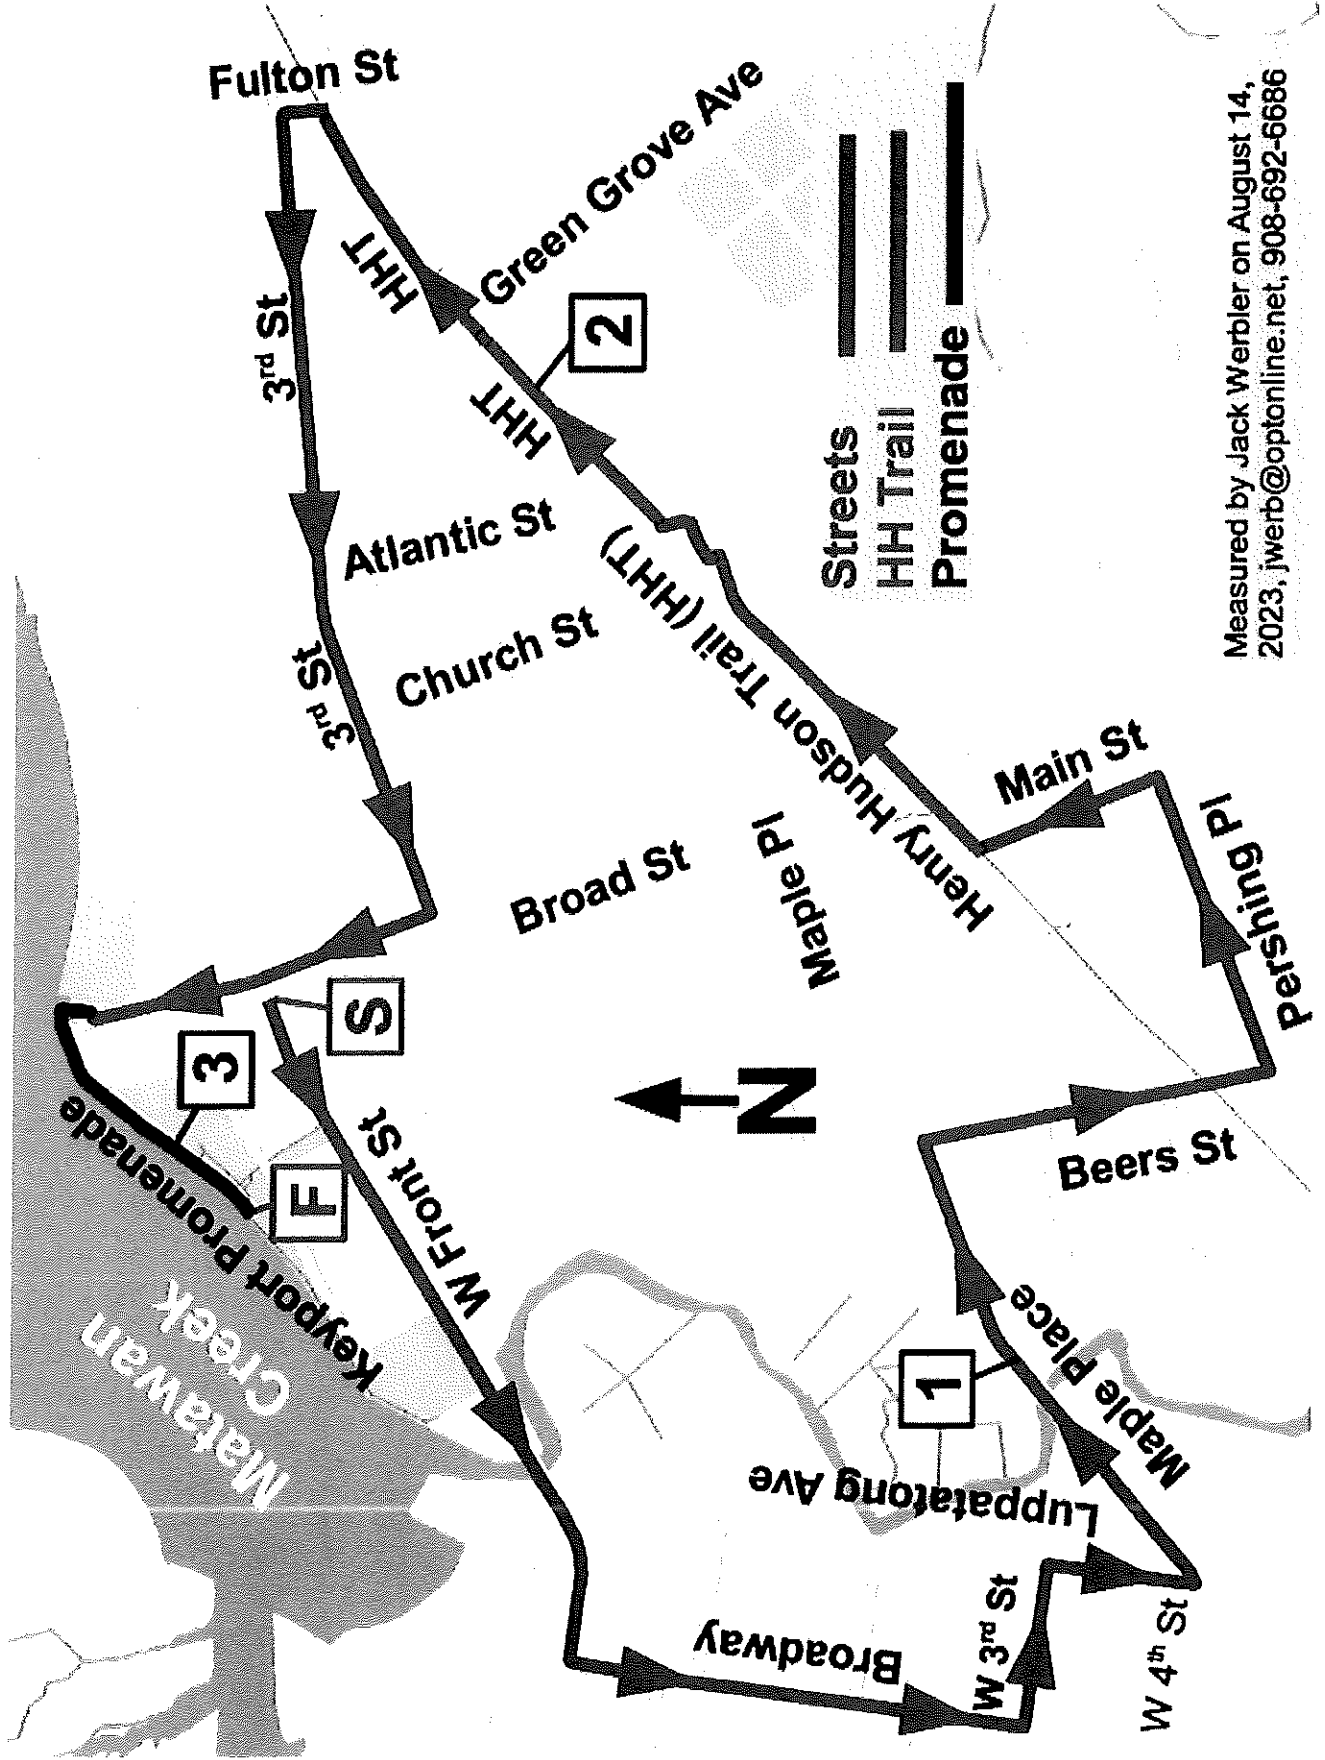 Fulton St
3rd St
HHT
Green Grove Ave
2
HHT
Atlantic St
3rd St
Church St
Henry Hudson Trail (HHT)
Broad St
Maple Pl
Main St
Pershing Pl
S
3
Keyport Promenade
F
Matawan
Creek
W Front St
N
Beers St
1
Maple Place
Luppatatong Ave
Broadway
W 3rd St
W 4th St
Streets
HH Trail
Promenade
Measured by Jack Werbler on August 14,
2023, jwerb@optonline.net, 908-692-6686